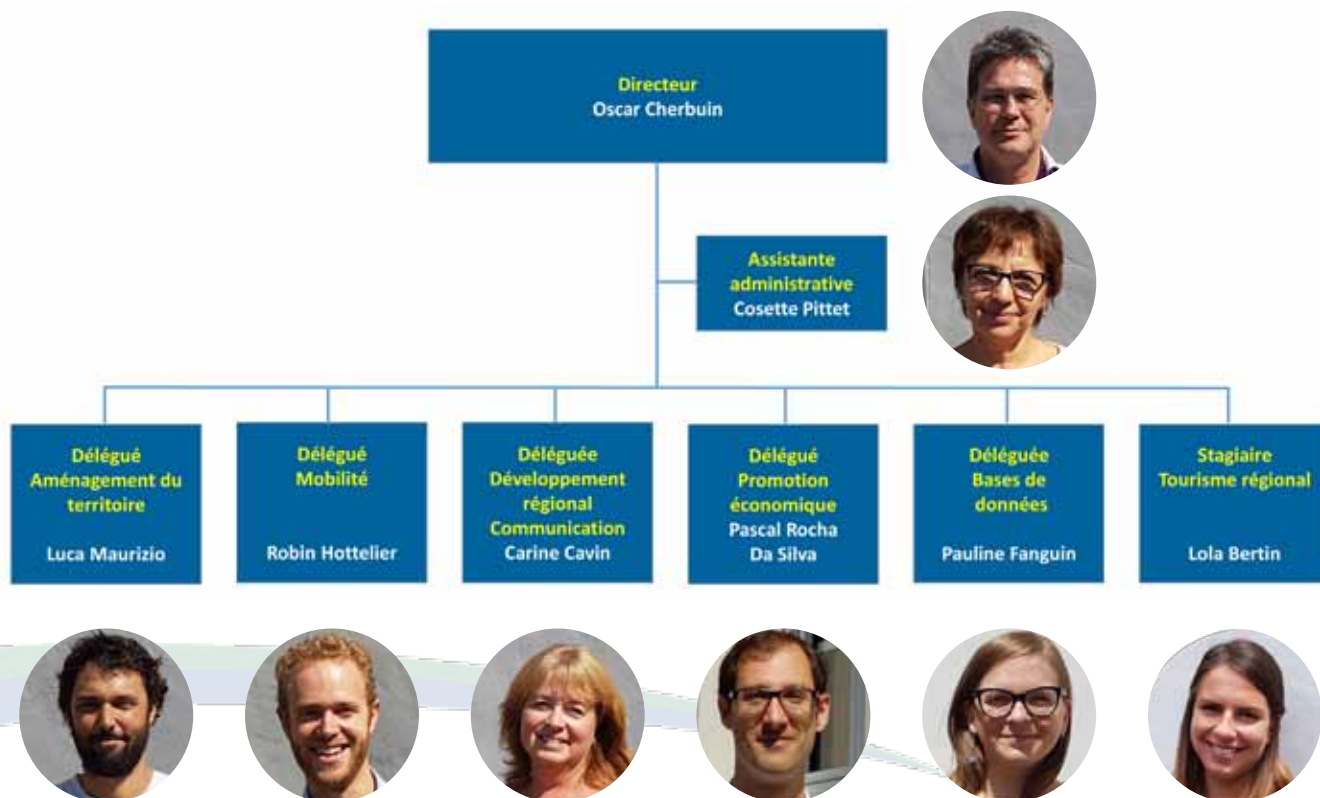 Directeur
Oscar Cherbuin
Assistante
administrative
Cosette Pittet
Délégué
Aménagement du
territoire
Luca Maurizio
Délégué
Mobilité
Robin Hottelier
Déléguée
Développement
régional
Communication
Carine Cavin
Délégué
Promotion
économique
Pascal Rocha
Da Silva
Déléguée
Bases de
données
Pauline Fanguin
Stagiaire
Tourisme régional
Lola Bertin